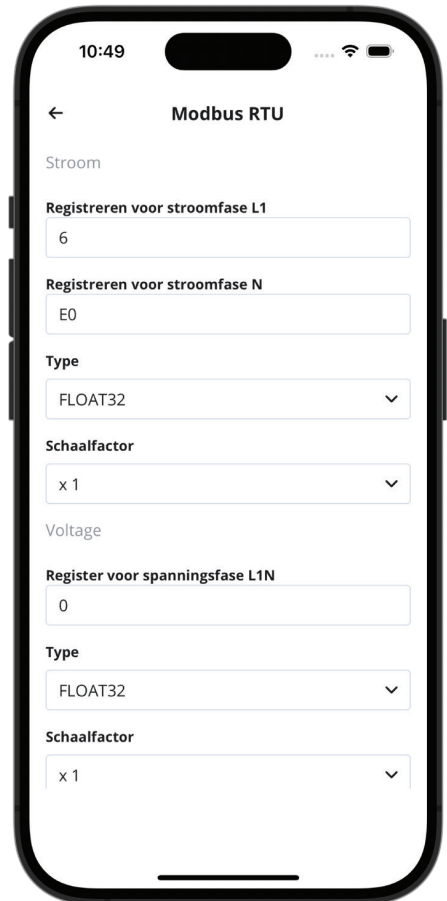 10:49
Modbus RTU
Stroom
Registreren voor stroomfase L1
6
Registreren voor stroomfase N
E0
Type
FLOAT32
Schaalfactor
x 1
Voltage
Register voor spanningsfase L1N
0
Type
FLOAT32
Schaalfactor
x 1